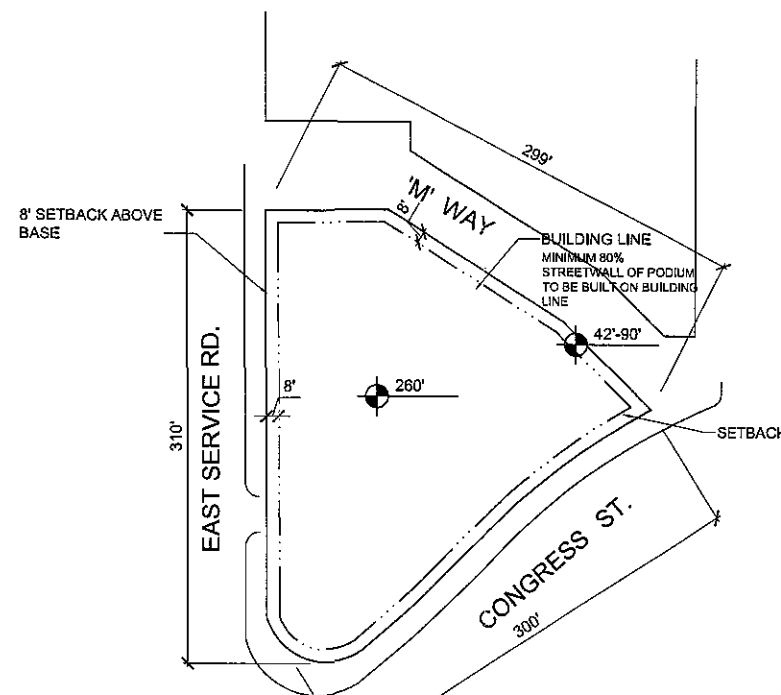 299'
'M' WAY
8'
8' SETBACK ABOVE
BASE
BUILDING LINE
MINIMUM 80%
STREETWALL OF PODIUM
TO BE BUILT ON BUILDING
LINE
42'-90'
EAST SERVICE RD.
310'
8'
260'
SETBACK
CONGRESS ST.
300'